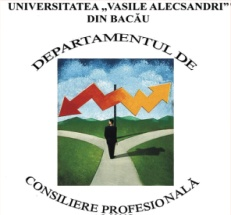 UNIVERSITATEA „VASILE ALECSANDRI”
DIN BACĂU
DEPARTAMENTUL DE
CONSILIERE PROFESIONALĂ